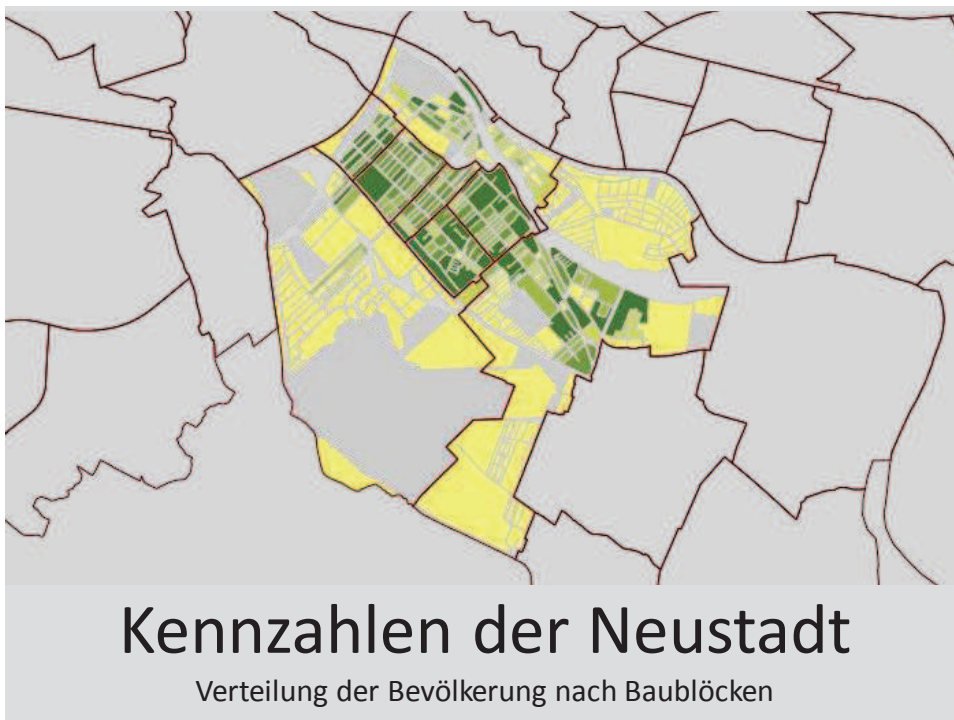 Kennzahlen der Neustadt
Verteilung der Bevölkerung nach Baublöcken